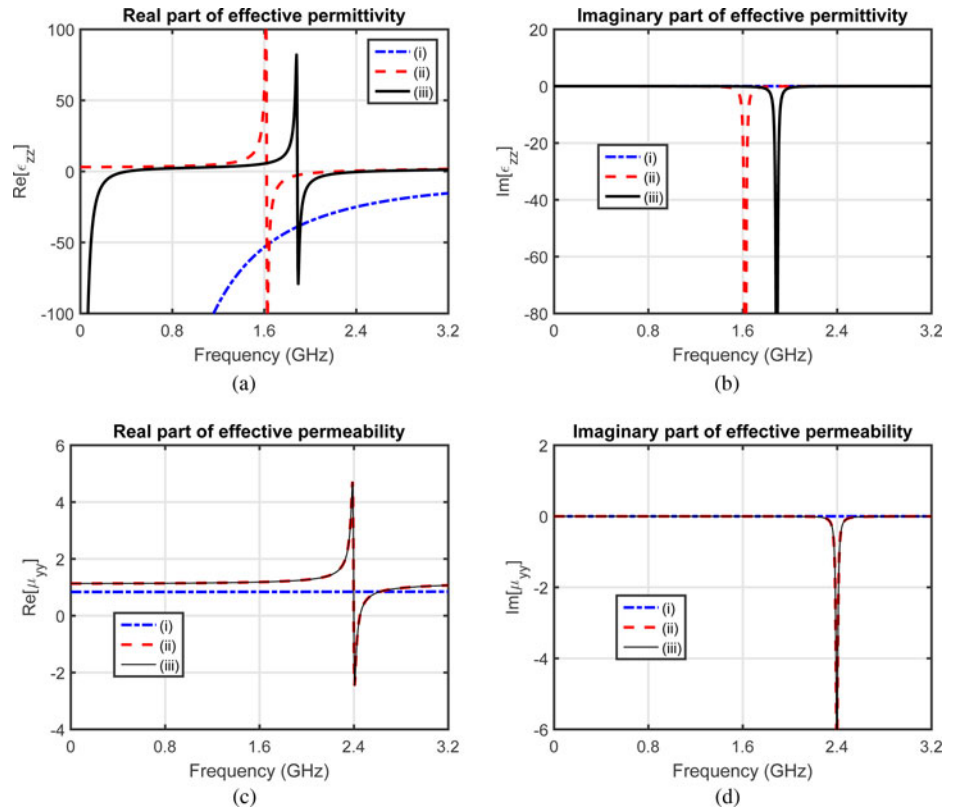 Real part of effective permittivity
Re[ϵzz]
100
50
0
-50
-100
(i)
(ii)
(iii)
0 0.8 1.6 2.4 3.2
Frequency (GHz)
(a)
Imaginary part of effective permittivity
Im[ϵzz]
20
0
-20
-40
-60
-80
(i)
(ii)
(iii)
0 0.8 1.6 2.4 3.2
Frequency (GHz)
(b)
Real part of effective permeability
Re[μyy]
6
4
2
0
-2
-4
(i)
(ii)
(iii)
0 0.8 1.6 2.4 3.2
Frequency (GHz)
(c)
Imaginary part of effective permeability
Im[μyy]
2
0
-2
-4
-6
(i)
(ii)
(iii)
0 0.8 1.6 2.4 3.2
Frequency (GHz)
(d)